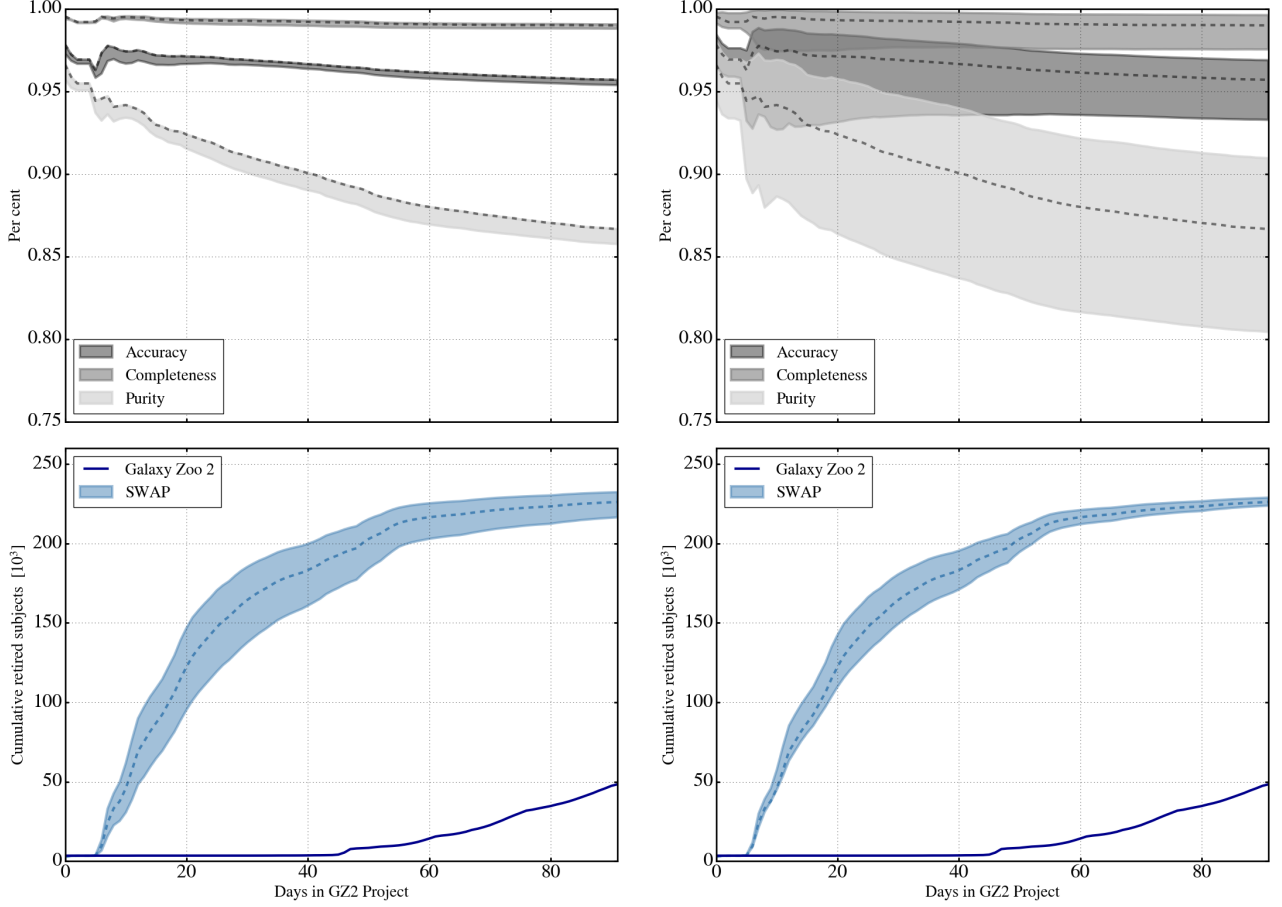 1.00
0.95
0.90
0.85
0.80
0.75
Per cent
Accuracy
Completeness
Purity
1.00
0.95
0.90
0.85
0.80
0.75
Per cent
Accuracy
Completeness
Purity
250
200
150
100
50
0
Cumulative retired subjects [10³]
Galaxy Zoo 2
SWAP
0 20 40 60 80
Days in GZ2 Project
250
200
150
100
50
0
Cumulative retired subjects [10³]
Galaxy Zoo 2
SWAP
0 20 40 60 80
Days in GZ2 Project